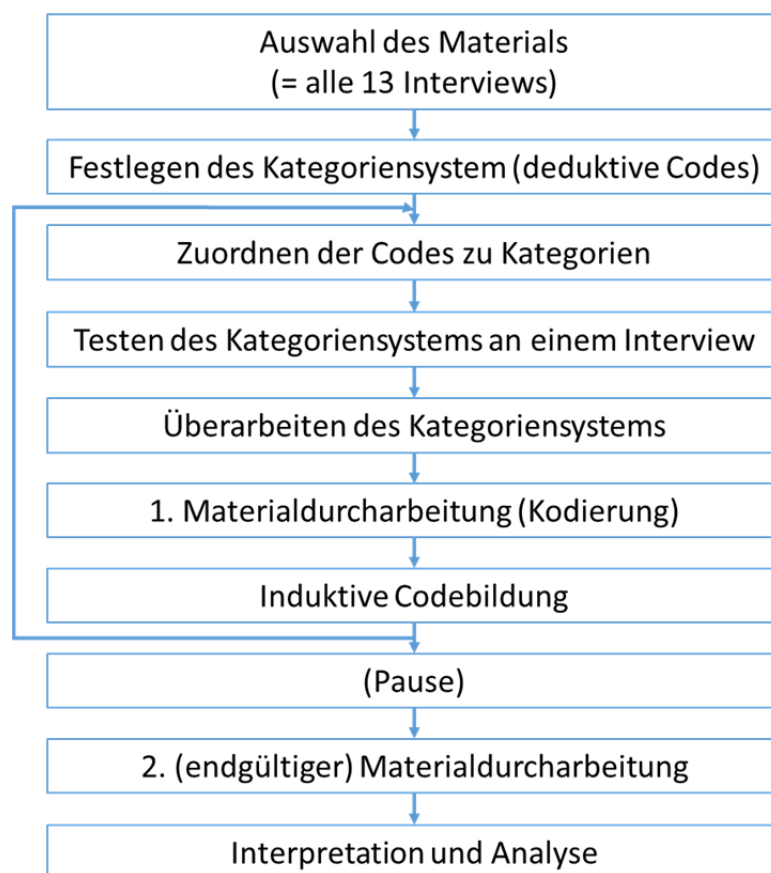 Auswahl des Materials
(= alle 13 Interviews)
Festlegen des Kategoriensystem (deduktive Codes)
Zuordnen der Codes zu Kategorien
Testen des Kategoriensystems an einem Interview
Überarbeiten des Kategoriensystems
1. Materialdurcharbeitung (Kodierung)
Induktive Codebildung
(Pause)
2. (endgültiger) Materialdurcharbeitung
Interpretation und Analyse